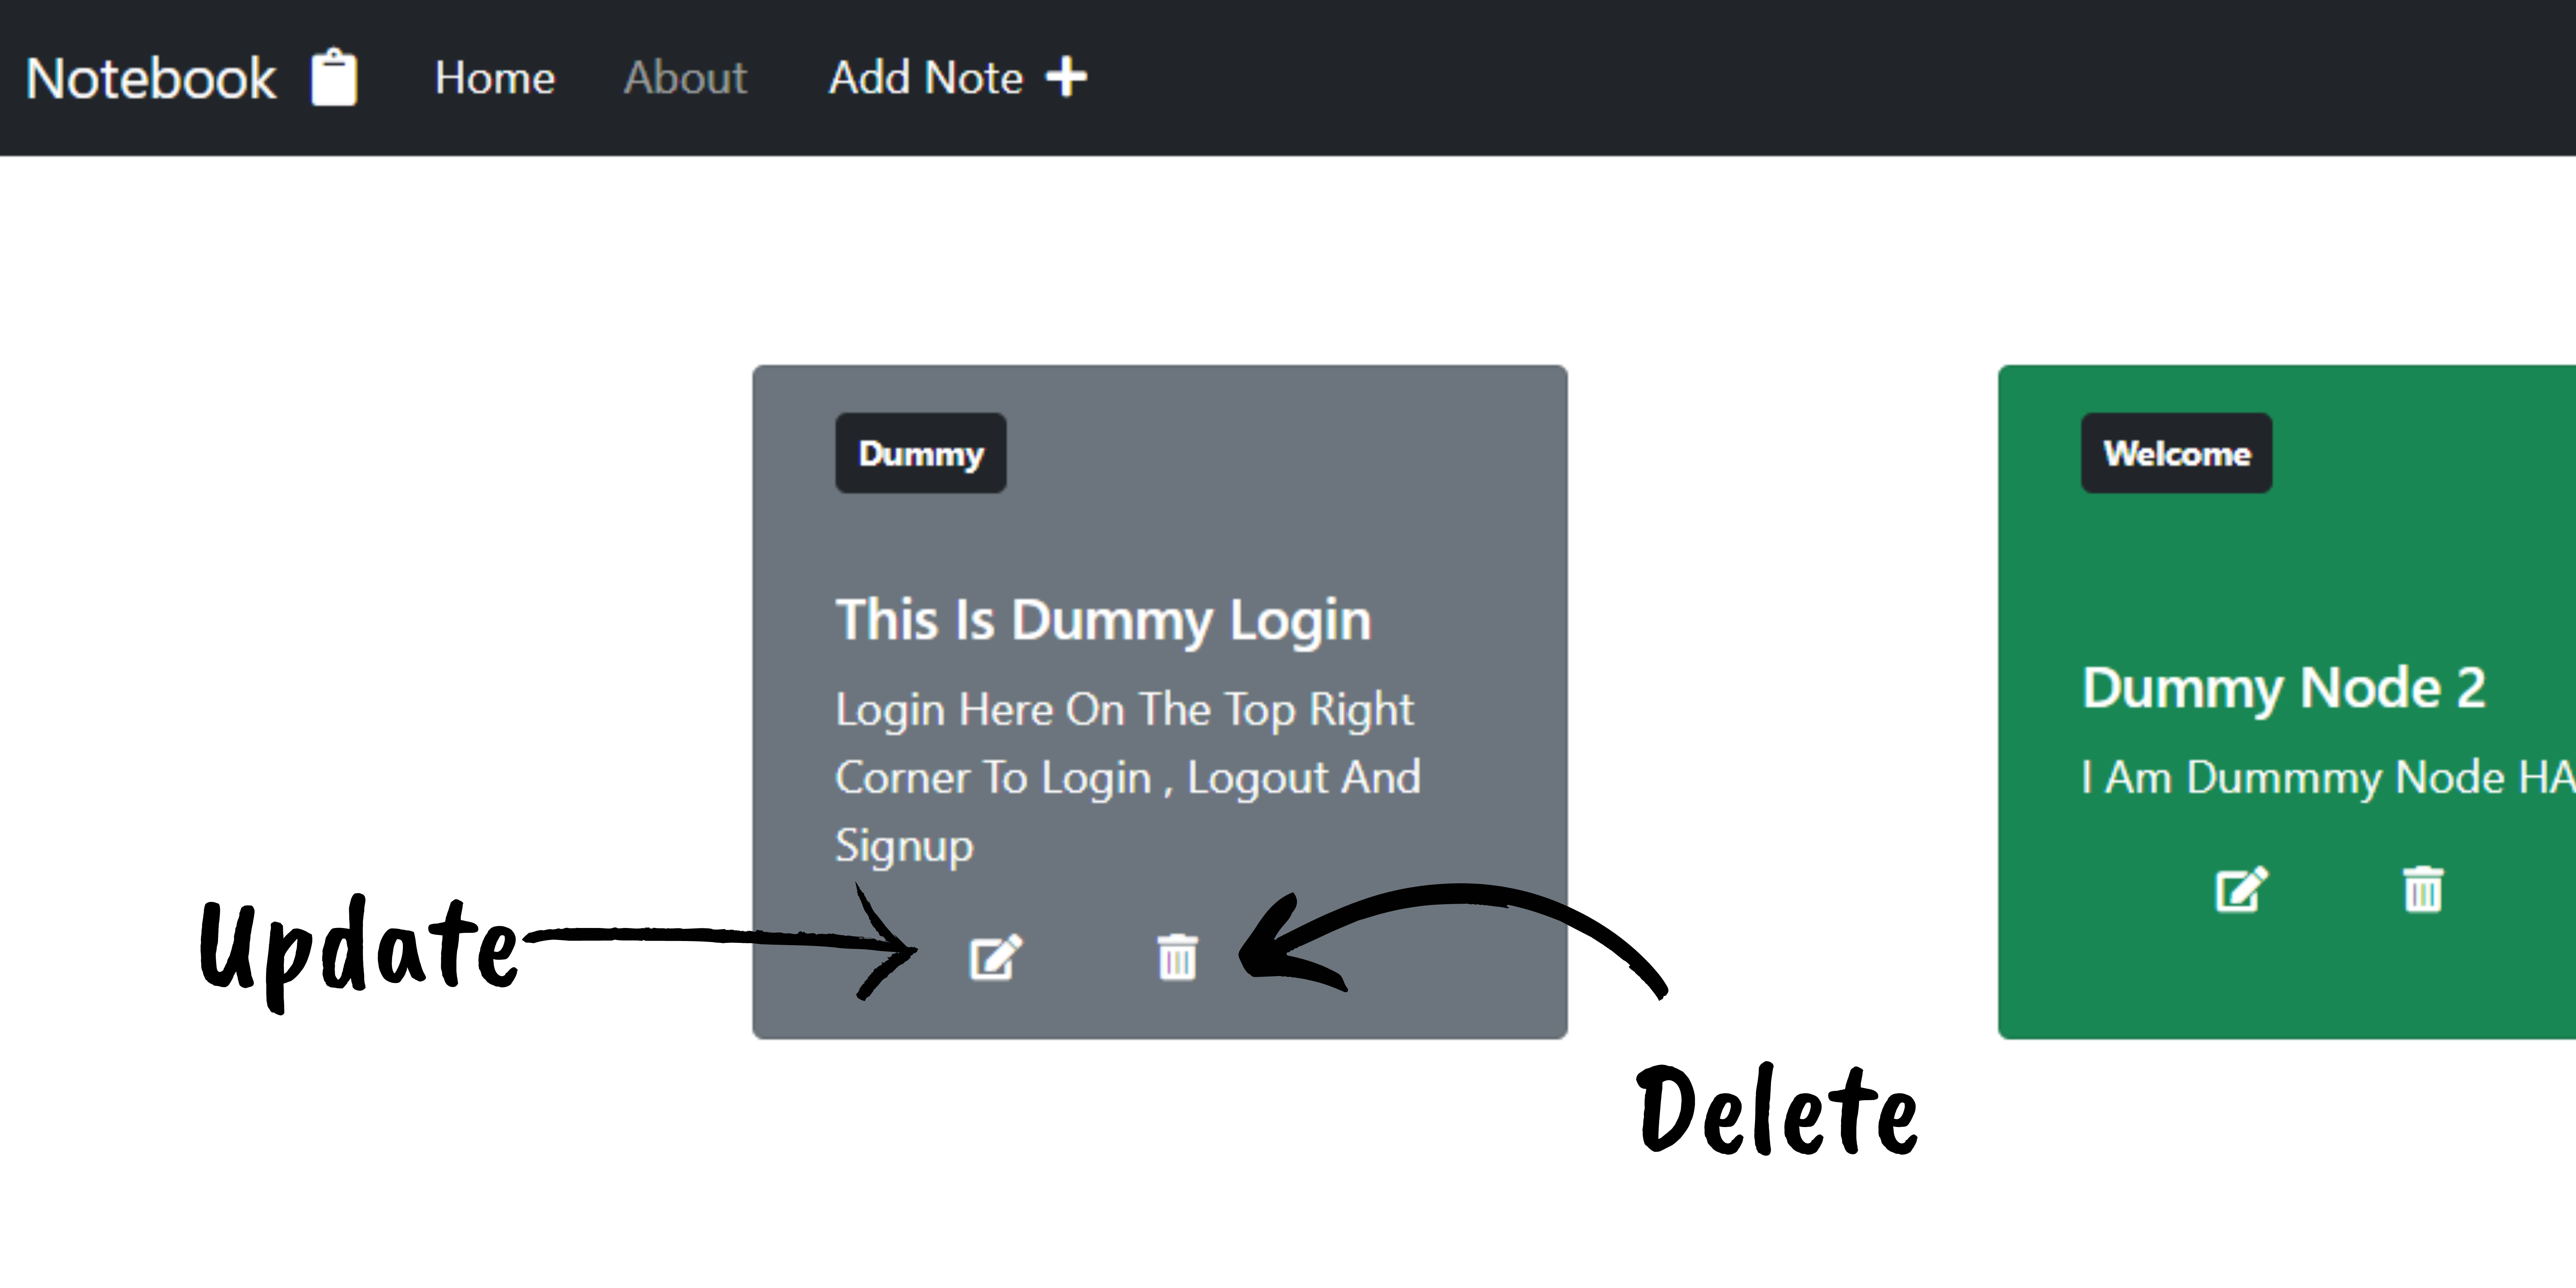 Notebook Home About Add Note
Dummy
This Is Dummy Login
Login Here On The Top Right
Corner To Login , Logout And
Signup
Welcome
Dummy Node 2
I Am Dummmy Node HA
Update
Delete